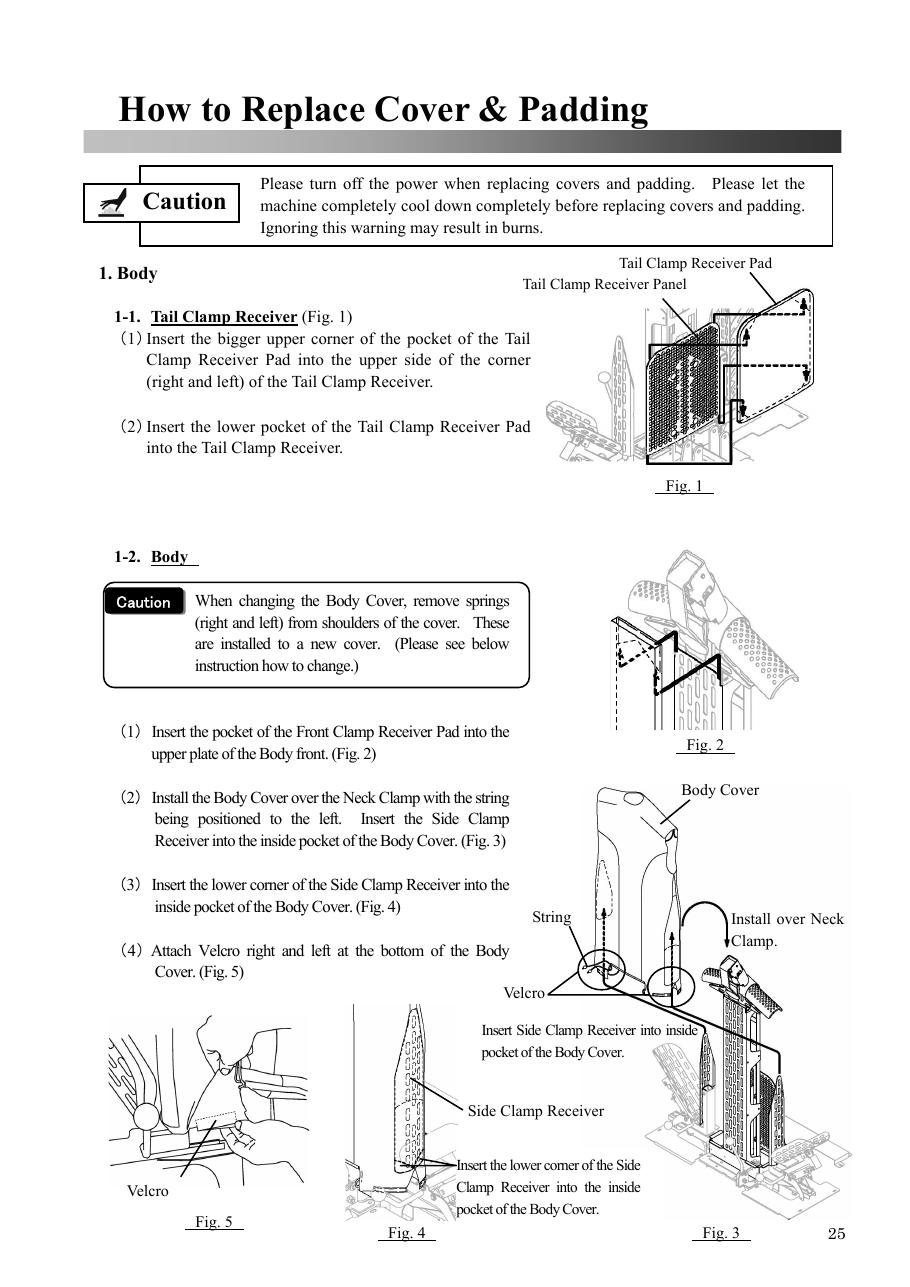 How to Replace Cover & Padding
Caution
Please turn off the power when replacing covers and padding. Please let the
machine completely cool down completely before replacing covers and padding.
Ignoring this warning may result in burns.
1. Body
Tail Clamp Receiver Pad
Tail Clamp Receiver Panel
1-1. Tail Clamp Receiver (Fig. 1)
(1) Insert the bigger upper corner of the pocket of the Tail
Clamp Receiver Pad into the upper side of the corner
(right and left) of the Tail Clamp Receiver.
(2) Insert the lower pocket of the Tail Clamp Receiver Pad
into the Tail Clamp Receiver.
Fig. 1
1-2. Body
Caution
When changing the Body Cover, remove springs
(right and left) from shoulders of the cover. These
are installed to a new cover. (Please see below
instruction how to change.)
(1) Insert the pocket of the Front Clamp Receiver Pad into the
upper plate of the Body front. (Fig. 2)
Fig. 2
(2) Install the Body Cover over the Neck Clamp with the string
being positioned to the left. Insert the Side Clamp
Receiver into the inside pocket of the Body Cover. (Fig. 3)
(3) Insert the lower corner of the Side Clamp Receiver into the
inside pocket of the Body Cover. (Fig. 4)
(4) Attach Velcro right and left at the bottom of the Body
Cover. (Fig. 5)
Body Cover
String
Install over Neck
Clamp.
Velcro
Insert Side Clamp Receiver into inside
pocket of the Body Cover.
Side Clamp Receiver
Insert the lower corner of the Side
Clamp Receiver into the inside
pocket of the Body Cover.
Velcro
Fig. 5
Fig. 4
Fig. 3
25